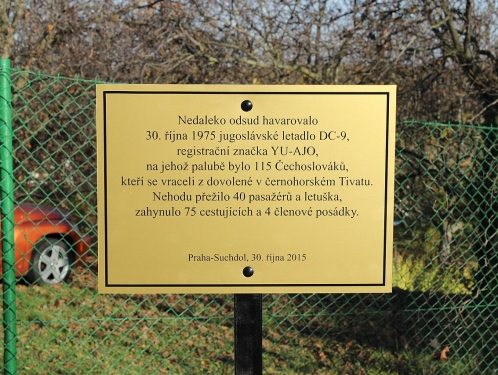 Nedaleko odsud havarovalo
30. října 1975 jugoslávské letadlo DC-9,
registrační značka YU-AJO,
na jehož palubě bylo 115 Čechoslováků,
kteří se vraceli z dovolené v černohorském Tivatu.
Nehodu přežilo 40 pasažérů a letuška,
zahynulo 75 cestujících a 4 členové posádky.
Praha-Suchdol, 30. října 2015